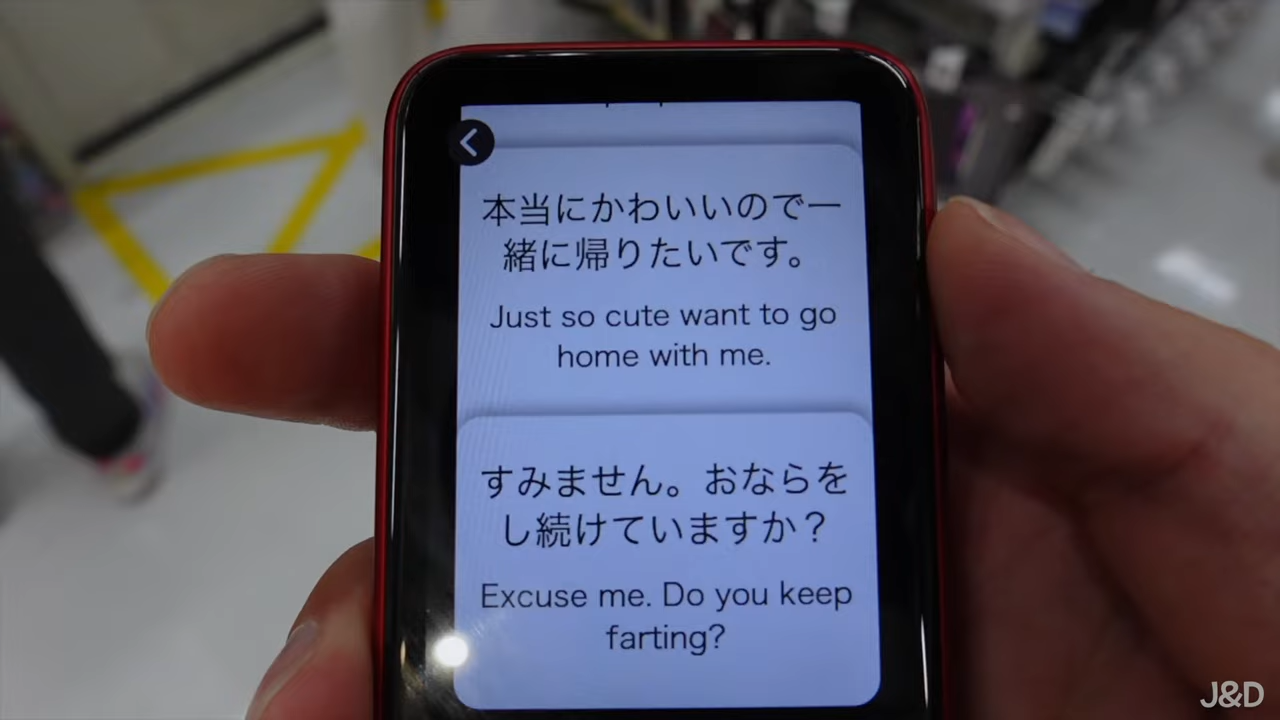 本当にかわいいので一
緒に帰りたいです。
Just so cute want to go
home with me.
すみません。おならを
し続けていますか？
Excuse me. Do you keep
farting?
J&D